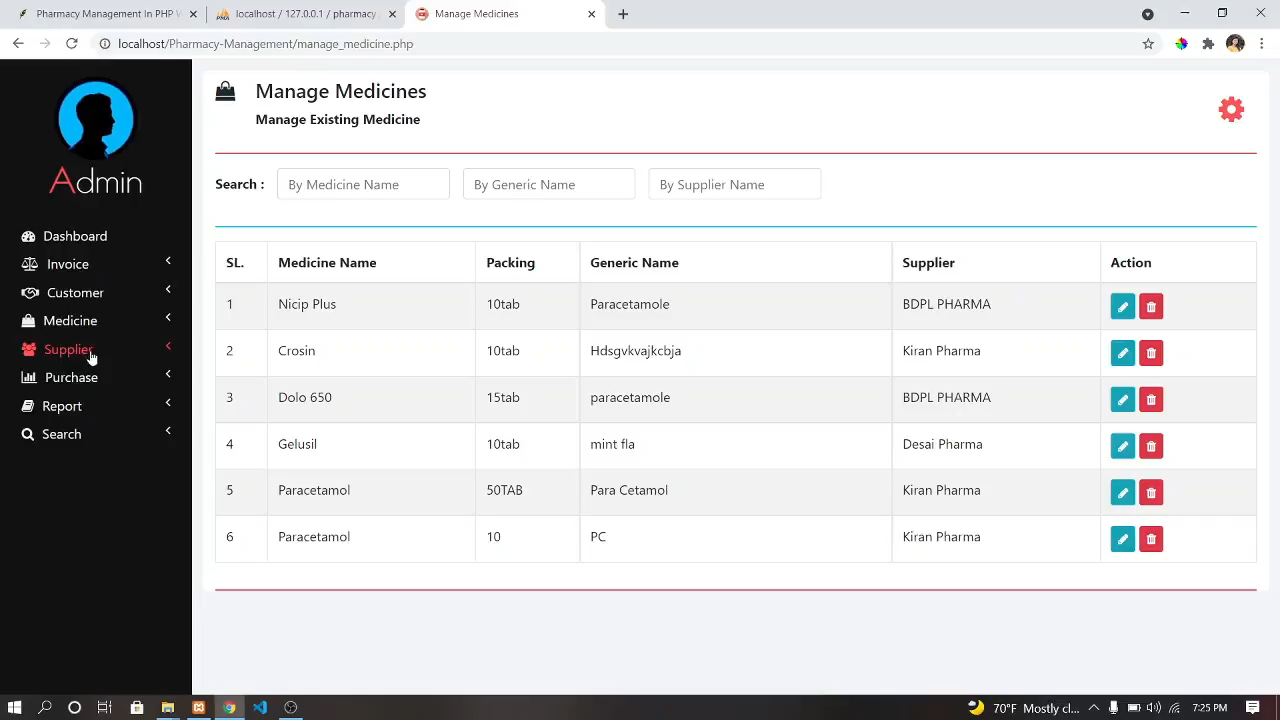 Pharmacy Management In PHP W
localhost / 127.0.0.1 / pharmacy
Manage Medicines
localhost/Pharmacy-Management/manage_medicine.php
Admin
Dashboard
Invoice
Customer
Medicine
Supplier
Purchase
Report
Search
Manage Medicines
Manage Existing Medicine
Search : By Medicine Name By Generic Name By Supplier Name
SL. Medicine Name Packing Generic Name Supplier Action
1 Nicip Plus 10tab Paracetamole BDPL PHARMA
2 Crosin 10tab Hdsgvkvajkcbja Kiran Pharma
3 Dolo 650 15tab paracetamole BDPL PHARMA
4 Gelusil 10tab mint fla Desai Pharma
5 Paracetamol 50TAB Para Cetamol Kiran Pharma
6 Paracetamol 10 PC Kiran Pharma
70°F Mostly cl... 7:25 PM